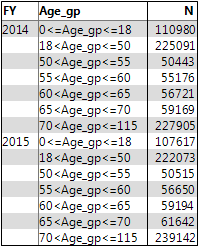 FY Age_gp N
2014 0<=Age_gp<=18 110980
18<Age_gp<=50 225091
50<Age_gp<=55 50443
55<Age_gp<=60 55176
60<Age_gp<=65 56721
65<Age_gp<=70 59169
70<Age_gp<=115 227905
2015 0<=Age_gp<=18 107617
18<Age_gp<=50 222073
50<Age_gp<=55 50515
55<Age_gp<=60 56650
60<Age_gp<=65 59194
65<Age_gp<=70 61642
70<Age_gp<=115 239142